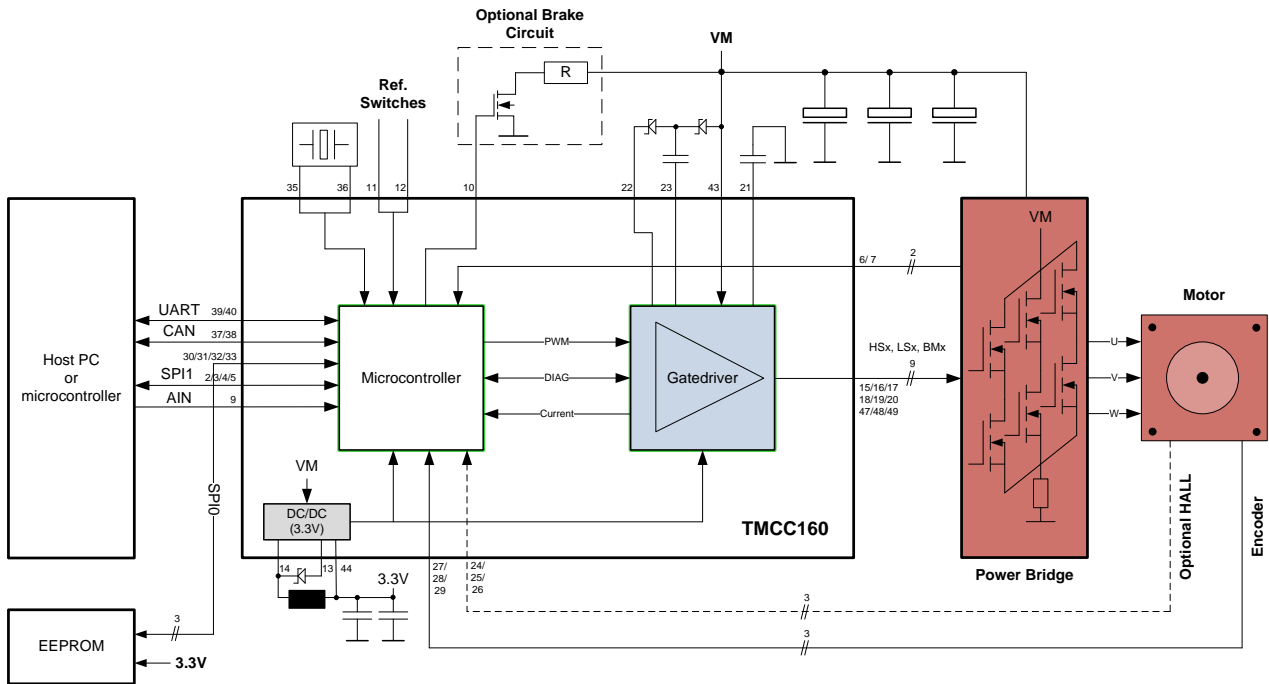 Optional Brake
Circuit
VM
R
Ref.
Switches
35
36
11
12
10
22
23
43
21
6/ 7
2
VM
Motor
Host PC
or
microcontroller
UART
39/40
CAN
37/38
30/31/32/33
SPI1
2/3/4/5
AIN
9
Microcontroller
PWM
DIAG
Current
Gatedriver
HSx, LSx, BMx
9
15/16/17
18/19/20
47/48/49
U
V
W
SPI0
VM
DC/DC
(3.3V)
TMCC160
Power Bridge
Optional HALL
Encoder
14
13
44
27/
28/
29
24/
25/
26
3.3V
3
3
3
EEPROM
3.3V